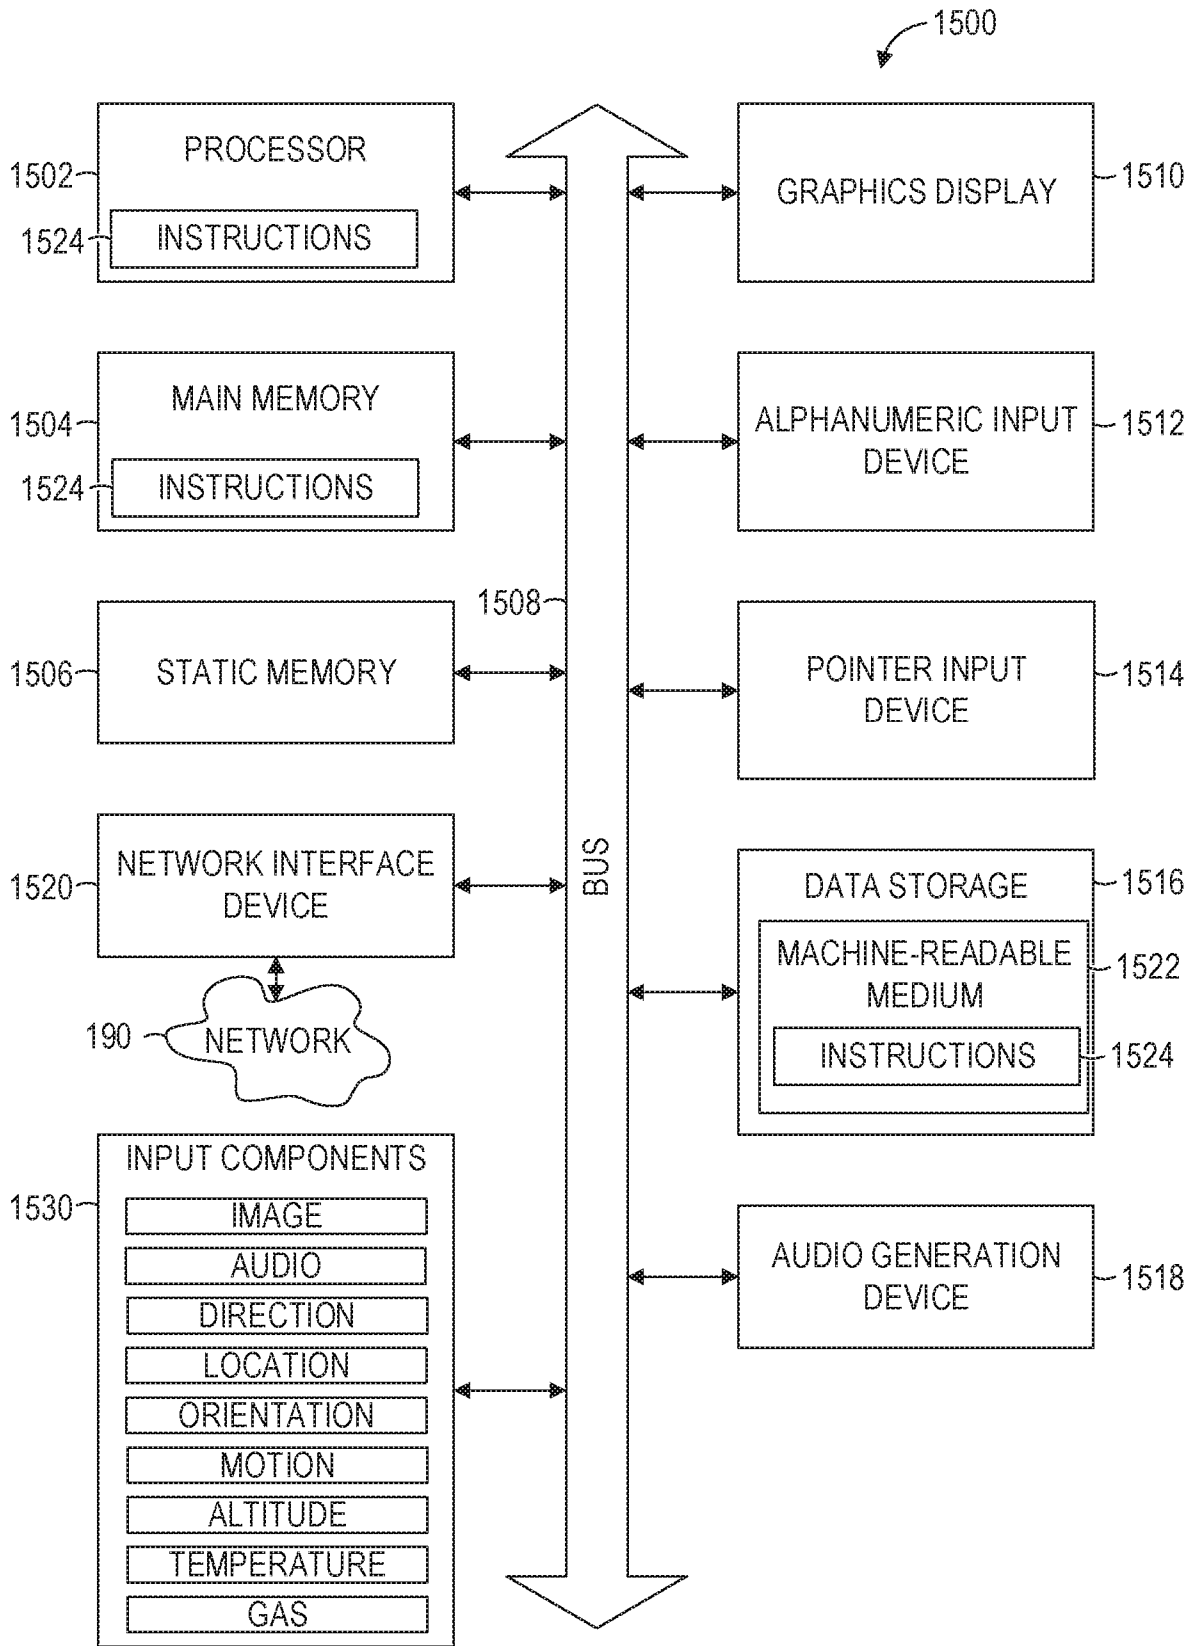 1500
PROCESSOR
1502
1524
INSTRUCTIONS
MAIN MEMORY
1504
1524
INSTRUCTIONS
1508
STATIC MEMORY
1506
NETWORK INTERFACE
DEVICE
1520
190
NETWORK
INPUT COMPONENTS
1530
IMAGE
AUDIO
DIRECTION
LOCATION
ORIENTATION
MOTION
ALTITUDE
TEMPERATURE
GAS
BUS
GRAPHICS DISPLAY
1510
ALPHANUMERIC INPUT
DEVICE
1512
POINTER INPUT
DEVICE
1514
DATA STORAGE
1516
MACHINE-READABLE
MEDIUM
1522
INSTRUCTIONS
1524
AUDIO GENERATION
DEVICE
1518